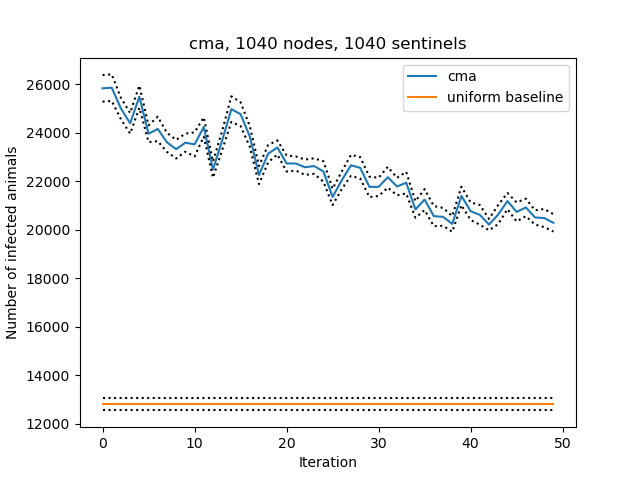 cma, 1040 nodes, 1040 sentinels
cma
uniform baseline
Number of infected animals
26000
24000
22000
20000
18000
16000
14000
12000
0 10 20 30 40 50
Iteration